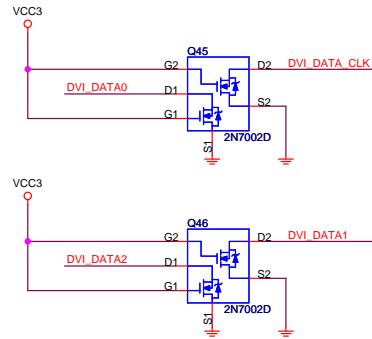 VCC3
Q45
G2
D2
DVI_DATA_CLK
DVI_DATA0
D1
S2
G1
S1
2N7002D
VCC3
Q46
G2
D2
DVI_DATA1
DVI_DATA2
D1
S2
G1
S1
2N7002D